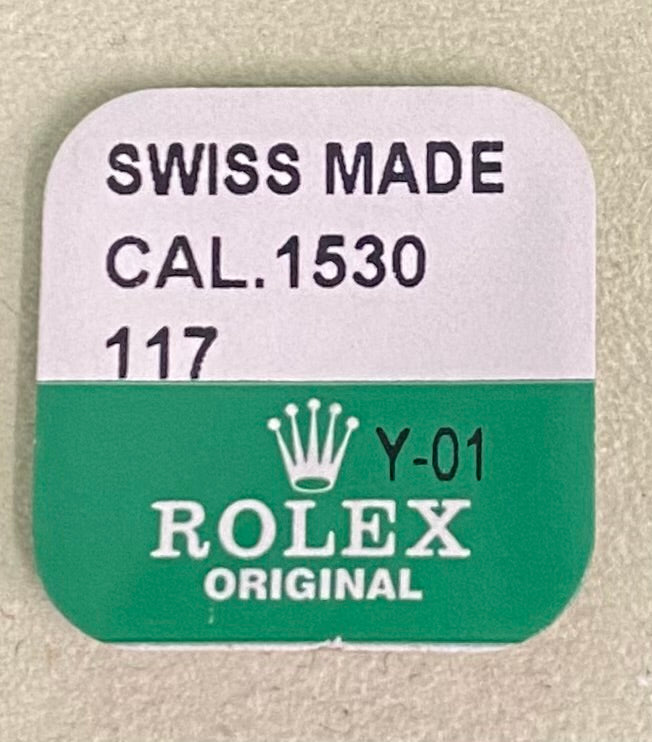 SWISS MADE
CAL.1530
117
Y-01
ROLEX
ORIGINAL